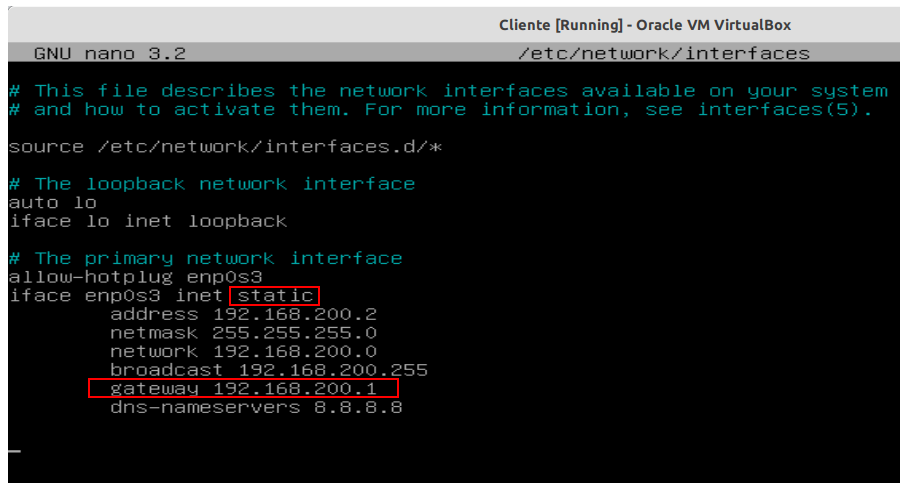 Cliente [Running] - Oracle VM VirtualBox
GNU nano 3.2 /etc/network/interfaces
# This file describes the network interfaces available on your system
# and how to activate them. For more information, see interfaces(5).
source /etc/network/interfaces.d/*
# The loopback network interface
auto lo
iface lo inet loopback
# The primary network interface
allow-hotplug enp0s3
iface enp0s3 inet static
address 192.168.200.2
netmask 255.255.255.0
network 192.168.200.0
broadcast 192.168.200.255
gateway 192.168.200.1
dns-nameservers 8.8.8.8